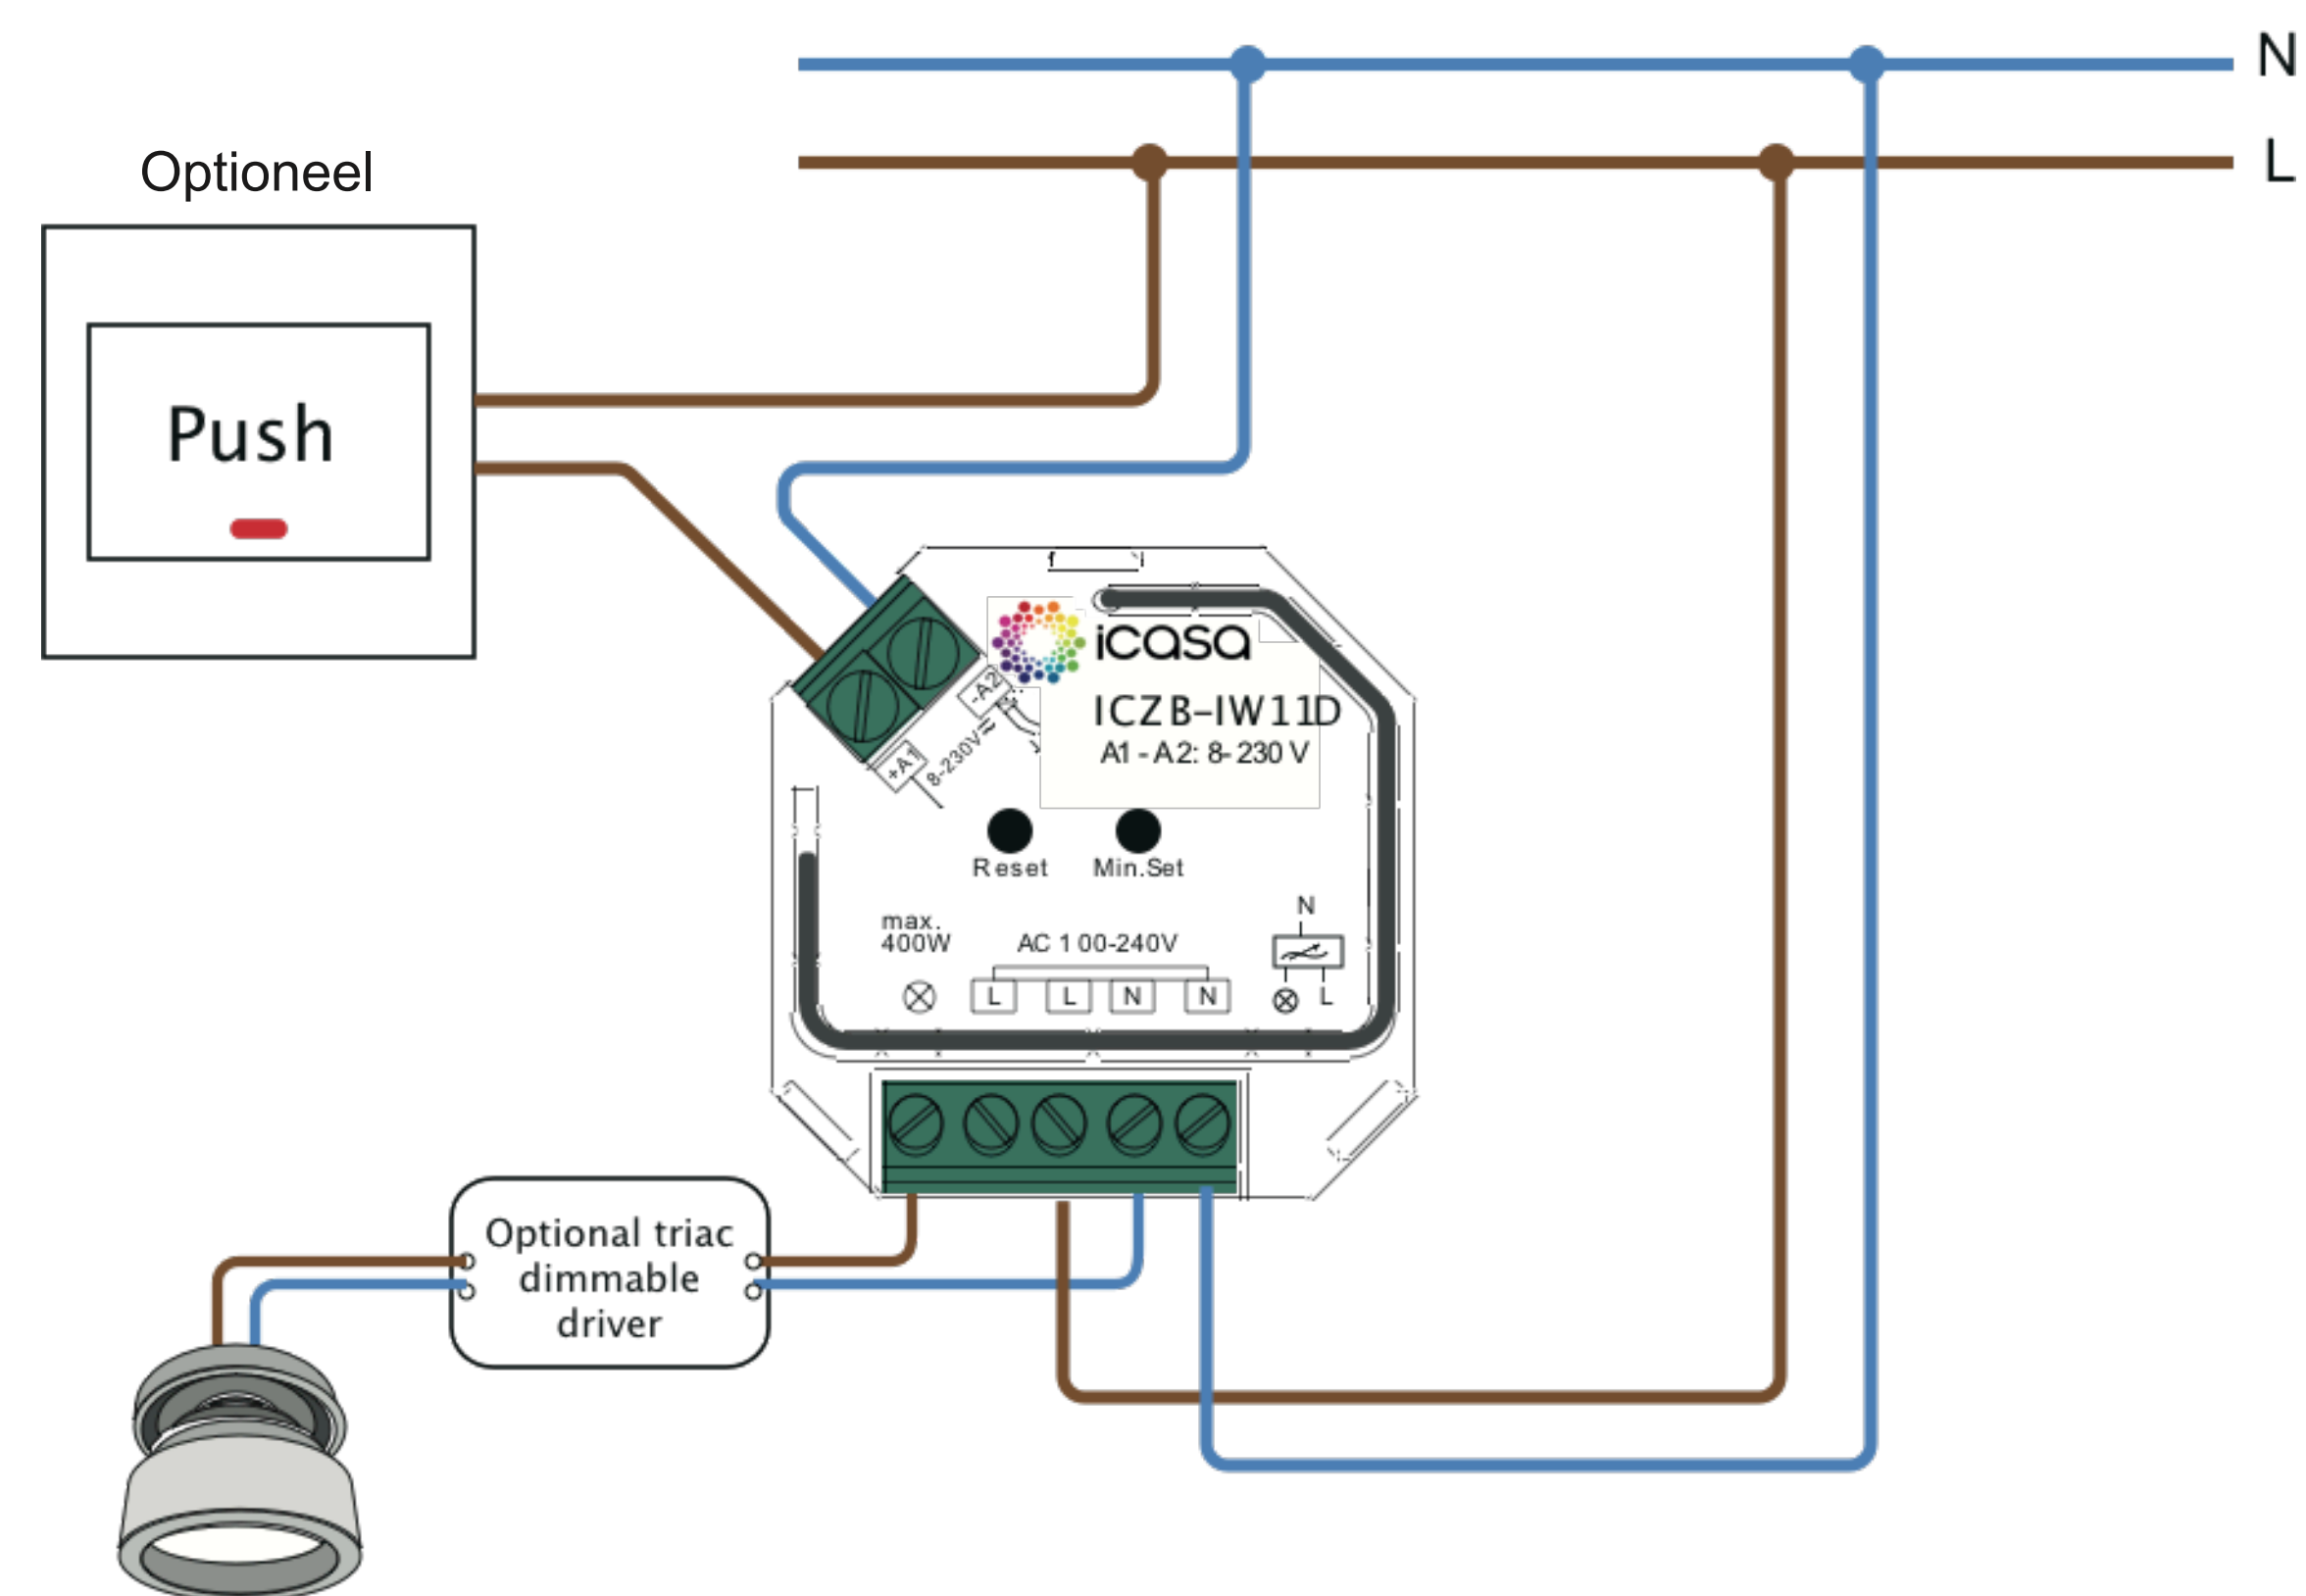 N
L
Optioneel
Push
icasa
ICZB-IW11D
A1 - A2: 8-230 V
-A2
+A1
8-230V
Reset
Min.Set
max.
400W
AC 100-240V
L L N N
N
L
Optional triac
dimmable
driver